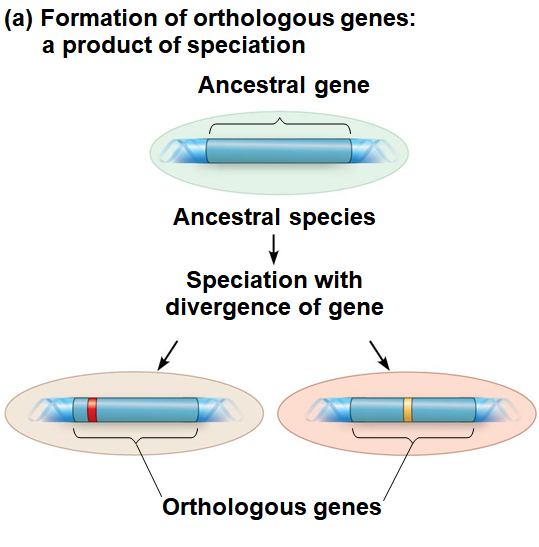 (a) Formation of orthologous genes:
a product of speciation
Ancestral gene
Ancestral species
Speciation with
divergence of gene
Orthologous genes